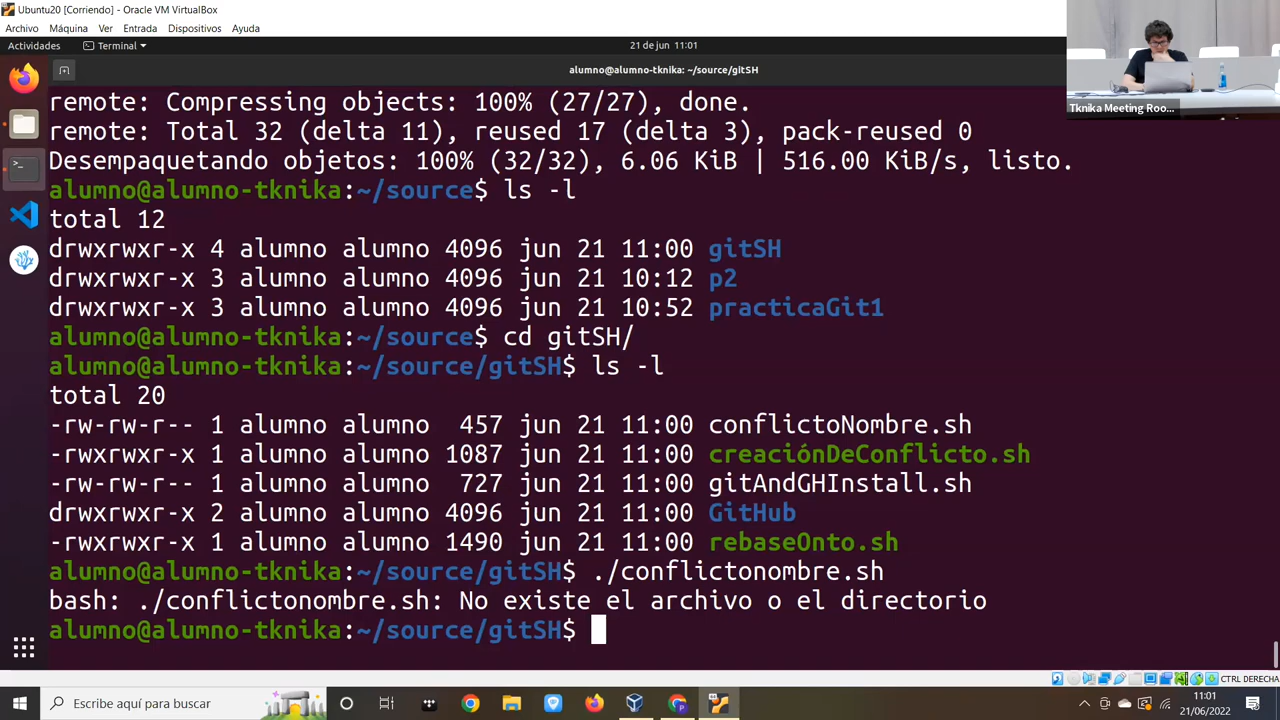 Ubuntu20 [Corriendo] - Oracle VM VirtualBox
Archivo Máquina Ver Entrada Dispositivos Ayuda
Actividades Terminal 21 de jun 11:01
alumno@alumno-tknika: ~/source/gitSH
Tknika Meeting Roo...
remote: Compressing objects: 100% (27/27), done.
remote: Total 32 (delta 11), reused 17 (delta 3), pack-reused 0
Desempaquetando objetos: 100% (32/32), 6.06 KiB | 516.00 KiB/s, listo.
alumno@alumno-tknika:~/source$ ls -l
total 12
drwxrwxr-x 4 alumno alumno 4096 jun 21 11:00 gitSH
drwxrwxr-x 3 alumno alumno 4096 jun 21 10:12 p2
drwxrwxr-x 3 alumno alumno 4096 jun 21 10:52 practicaGit1
alumno@alumno-tknika:~/source$ cd gitSH/
alumno@alumno-tknika:~/source/gitSH$ ls -l
total 20
-rw-rw-r-- 1 alumno alumno 457 jun 21 11:00 conflictoNombre.sh
-rwxrwxr-x 1 alumno alumno 1087 jun 21 11:00 creaciónDeConflicto.sh
-rw-rw-r-- 1 alumno alumno 727 jun 21 11:00 gitAndGHInstall.sh
drwxrwxr-x 2 alumno alumno 4096 jun 21 11:00 GitHub
-rwxrwxr-x 1 alumno alumno 1490 jun 21 11:00 rebaseOnto.sh
alumno@alumno-tknika:~/source/gitSH$ ./conflictonombre.sh
bash: ./conflictonombre.sh: No existe el archivo o el directorio
alumno@alumno-tknika:~/source/gitSH$
CTRL DERECHA
Escribe aquí para buscar
11:01
21/06/2022